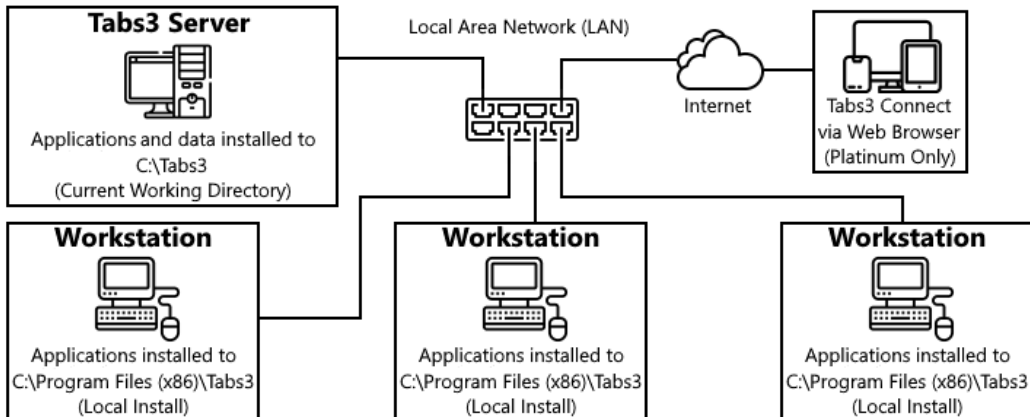 Tabs3 Server
Applications and data installed to
C:\Tabs3
(Current Working Directory)
Local Area Network (LAN)
Internet
Tabs3 Connect
via Web Browser
(Platinum Only)
Workstation
Applications installed to
C:\Program Files (x86)\Tabs3
(Local Install)
Workstation
Applications installed to
C:\Program Files (x86)\Tabs3
(Local Install)
Workstation
Applications installed to
C:\Program Files (x86)\Tabs3
(Local Install)